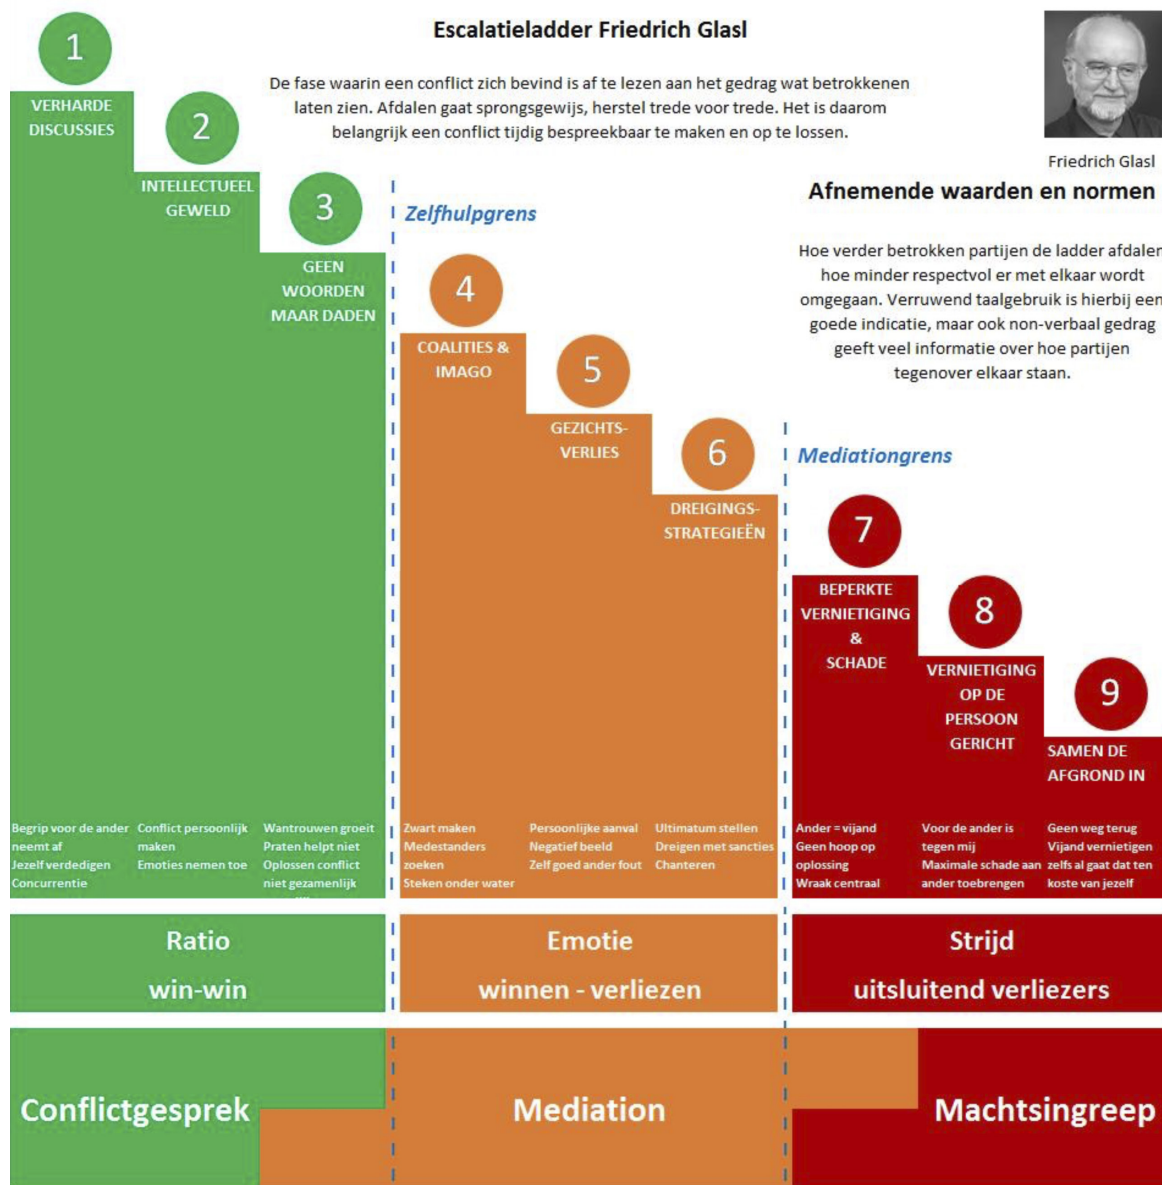 Escalatieladder Friedrich Glasl
De fase waarin een conflict zich bevind is af te lezen aan het gedrag wat betrokkenen
laten zien. Afdalen gaat sprongsgewijs, herstel trede voor trede. Het is daarom
belangrijk een conflict tijdig bespreekbaar te maken en op te lossen.
Friedrich Glasl
Afnemende waarden en normen
Hoe verder betrokken partijen de ladder afdalen
hoe minder respectvol er met elkaar wordt
omgegaan. Verruwend taalgebruik is hierbij een
goede indicatie, maar ook non-verbaal gedrag
geeft veel informatie over hoe partijen
tegenover elkaar staan.
1
VERHARDE
DISCUSSIES
2
INTELLECTUEEL
GEWELD
3
GEEN
WOORDEN
MAAR DADEN
Zelfhulpgrens
4
COALITIES &
IMAGO
5
GEZICHTS-
VERLIES
6
DREIGINGS-
STRATEGIEËN
Mediationgrens
7
BEPERKTE
VERNIETIGING
&
SCHADE
8
VERNIETIGING
OP DE
PERSOON
GERICHT
9
SAMEN DE
AFGROND IN
Begrip voor de ander
neemt af
Jezelf verdedigen
Concurrentie
Conflict persoonlijk
maken
Emoties nemen toe
Wantrouwen groeit
Praten helpt niet
Oplossen conflict
niet gezamenlijk
Zwart maken
Medestanders
zoeken
Steken onder water
Persoonlijke aanval
Negatief beeld
Zelf goed ander fout
Ultimatum stellen
Dreigen met sancties
Chanteren
Ander = vijand
Geen hoop op
oplossing
Wraak centraal
Voor de ander is
tegen mij
Maximale schade aan
ander toebrengen
Geen weg terug
Vijand vernietigen
zelfs al gaat dat ten
koste van jezelf
Ratio
win-win
Emotie
winnen - verliezen
Strijd
uitsluitend verliezers
Conflictgesprek
Mediation
Machtsingreep